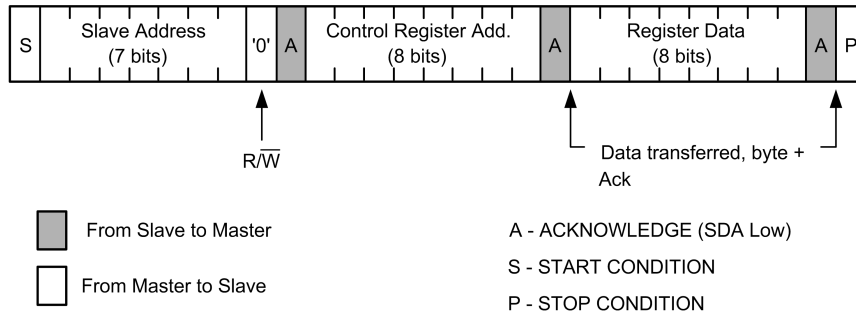 S Slave Address (7 bits) '0' A Control Register Add. (8 bits) A Register Data (8 bits) A P
R/W̅
Data transferred, byte +
Ack
From Slave to Master
From Master to Slave
A - ACKNOWLEDGE (SDA Low)
S - START CONDITION
P - STOP CONDITION